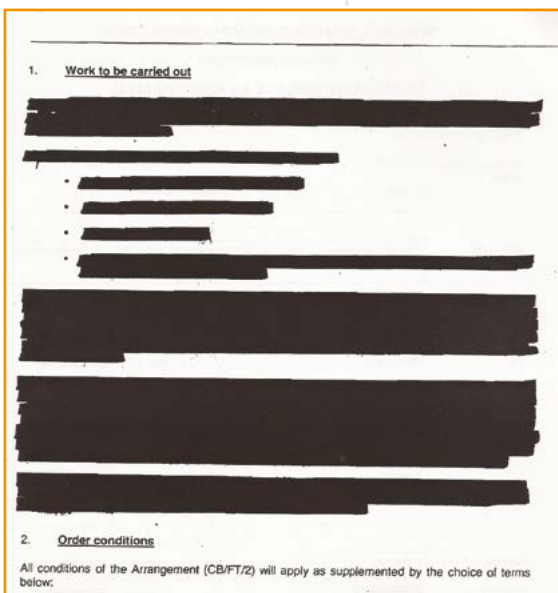 1. Work to be carried out
2. Order conditions
All conditions of the Arrangement (CB/FT/2) will apply as supplemented by the choice of terms
below: